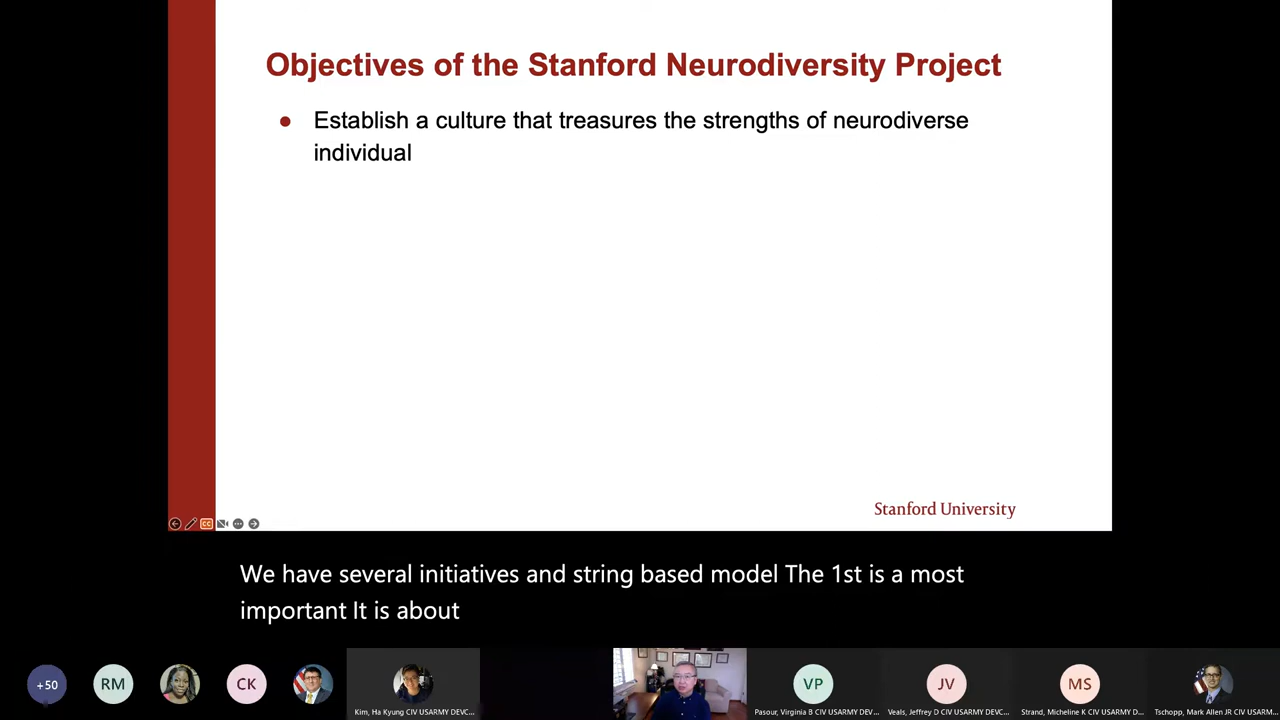 Objectives of the Stanford Neurodiversity Project
• Establish a culture that treasures the strengths of neurodiverse
individual
Stanford University
CC
We have several initiatives and string based model The 1st is a most
important It is about
+50
RM
CK
VP
JV
MS
Kim, Ha Kyung CIV USARMY DEVC...
Pasour, Virginia B CIV USARMY DEV...
Veals, Jeffrey D CIV USARMY DEVC...
Strand, Micheline K CIV USARMY D...
Tschopp, Mark Allen JR CIV USARM...